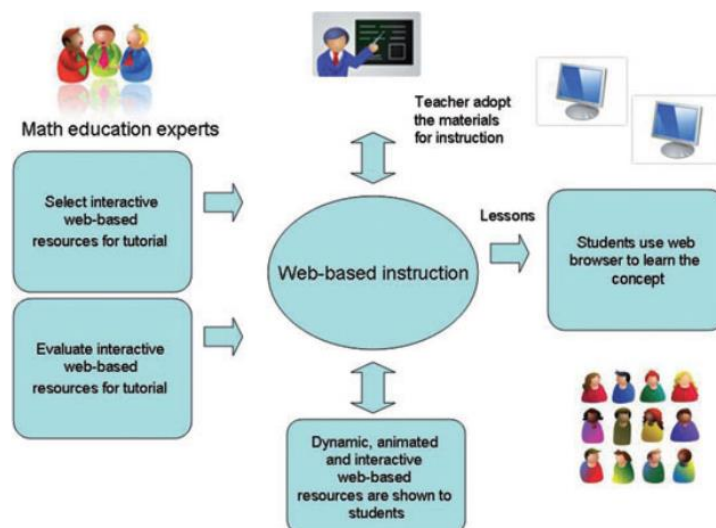 Math education experts
Select interactive
web-based
resources for tutorial
Evaluate interactive
web-based
resources for tutorial
Teacher adopt
the materials
for instruction
Web-based instruction
Lessons
Students use web
browser to learn the
concept
Dynamic, animated
and interactive
web-based
resources are shown to
students